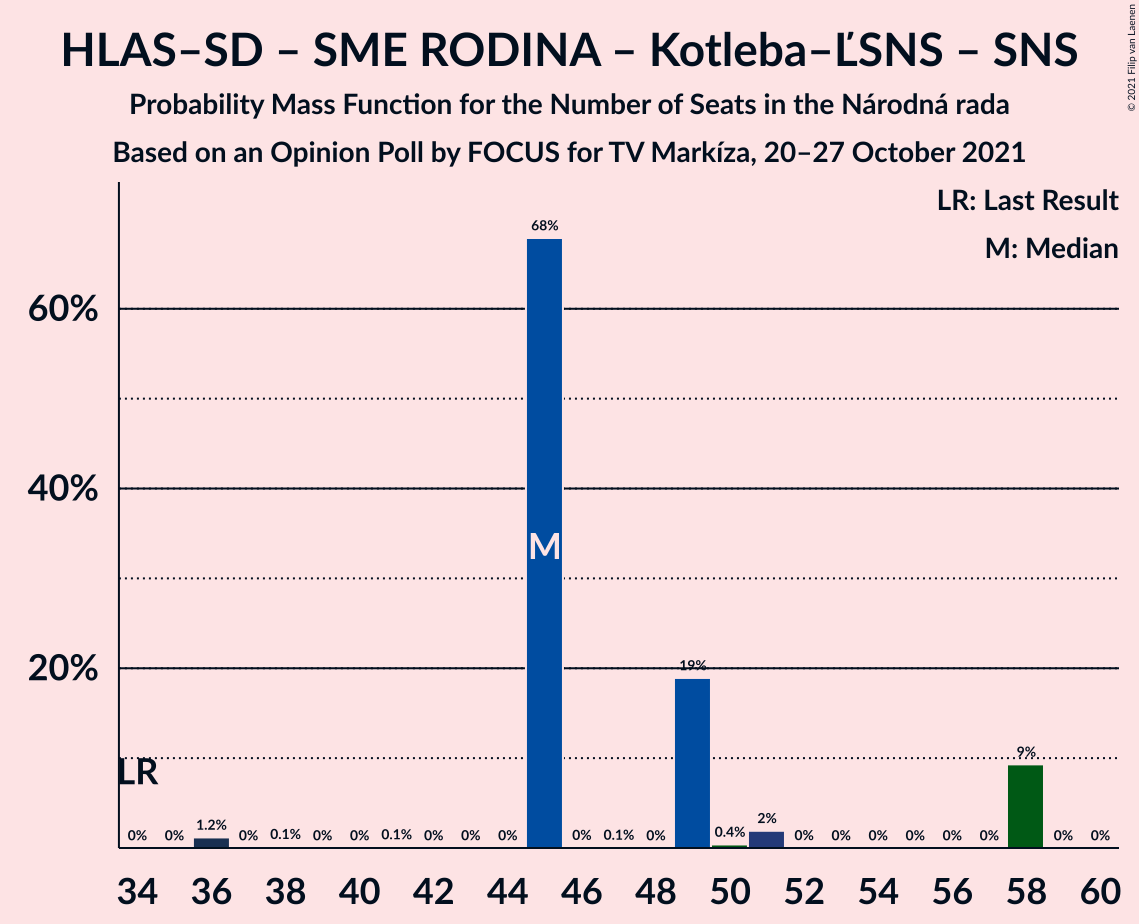 HLAS–SD – SME RODINA – Kotleba–ĽSNS – SNS
Probability Mass Function for the Number of Seats in the Národná rada
Based on an Opinion Poll by FOCUS for TV Markíza, 20–27 October 2021
© 2021 Filip van Laenen
LR: Last Result
M: Median
60%
40%
20%
LR
M
0% 0% 1.2% 0% 0.1% 0% 0% 0.1% 0% 0% 0% 68% 0% 0.1% 0% 19% 0.4% 2% 0% 0% 0% 0% 0% 0% 9% 0% 0%
34 36 38 40 42 44 46 48 50 52 54 56 58 60